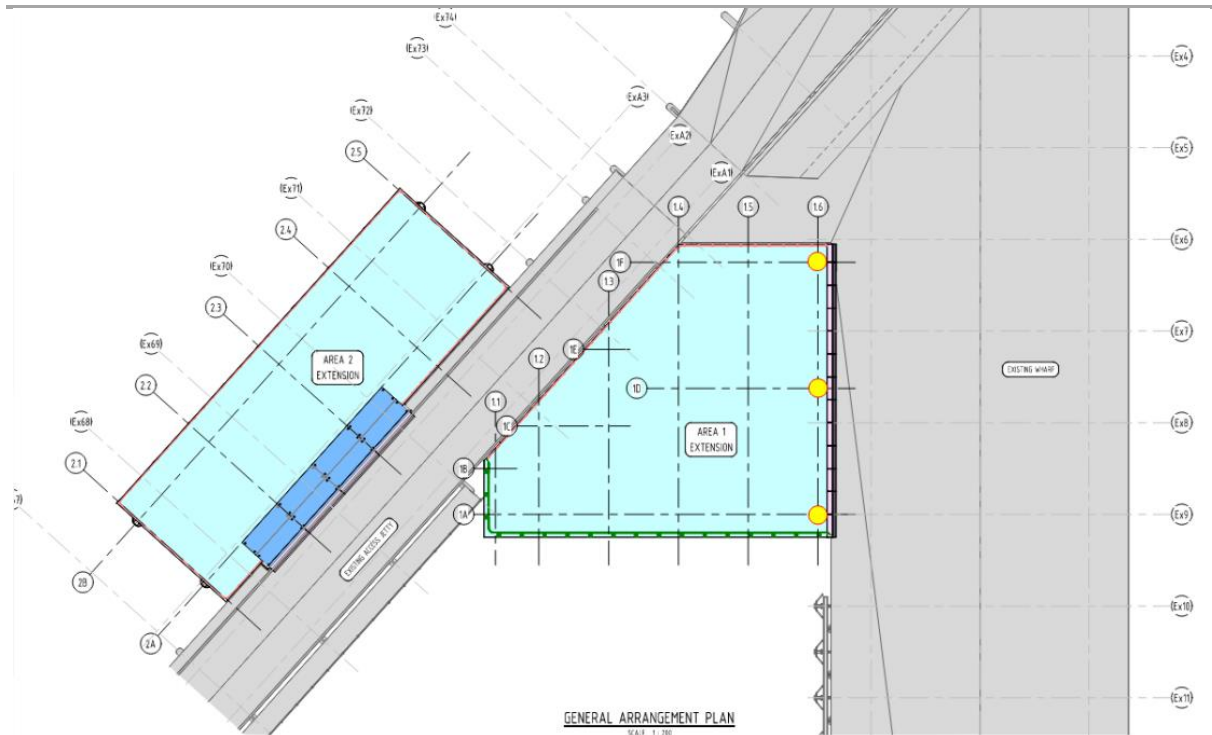 (Ex74)
(Ex73)
(Ex4)
(ExA3)
(Ex72)
(ExA2)
(Ex5)
2.5
(ExA1)
(Ex71)
1.4
1.5
1.6
2.4
(Ex6)
1F
(Ex70)
1.3
2.3
(Ex7)
1E
(Ex69)
1.2
AREA 2
EXTENSION
EXISTING WHARF
2.2
1D
1.1
(Ex68)
1C
(Ex8)
AREA 1
EXTENSION
2.1
1B
1A
(Ex9)
EXISTING ACCESS JETTY
2B
(Ex10)
2A
(Ex11)
GENERAL ARRANGEMENT PLAN